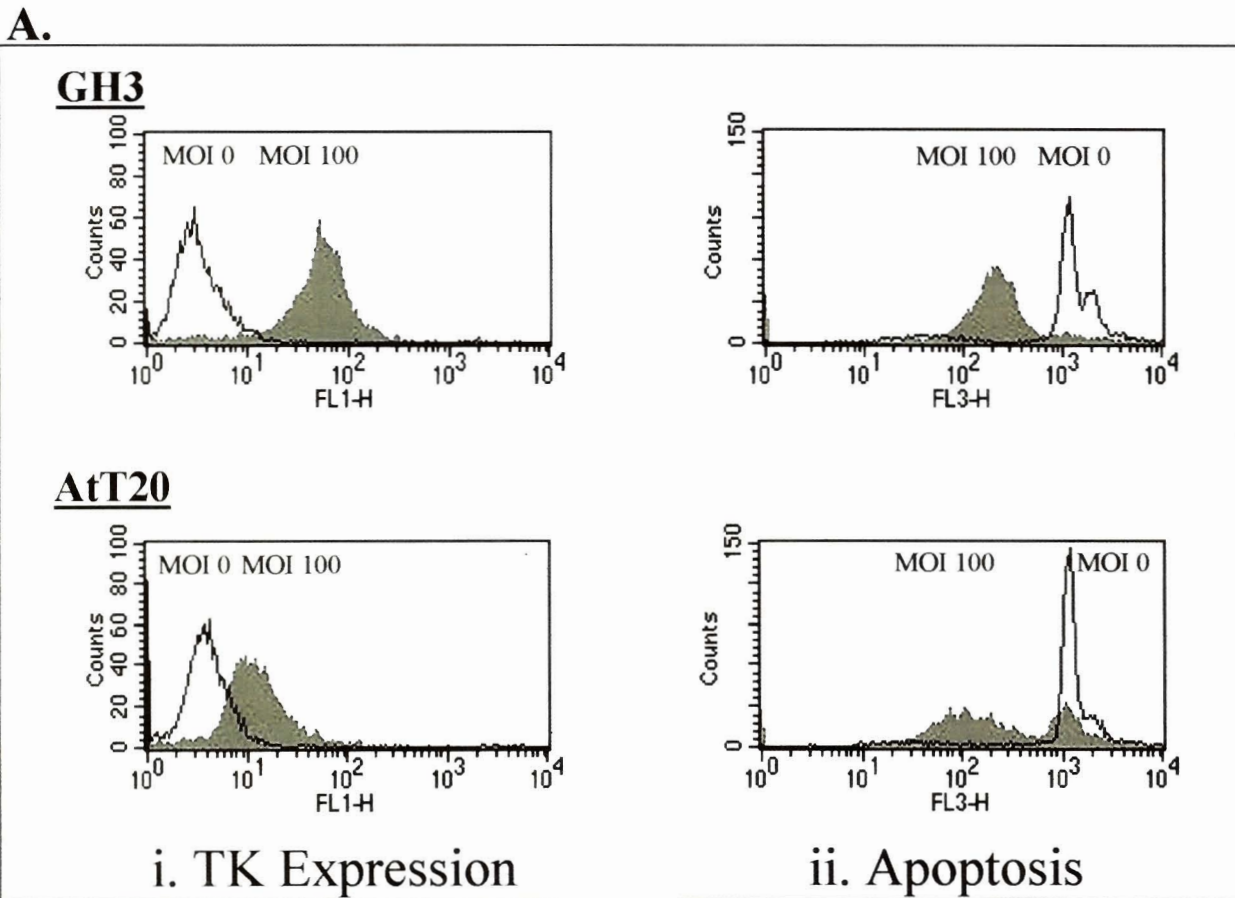 A.
GH3
MOI 0 MOI 100
Counts
0 20 40 60 80 100
10^0 10^1 10^2 10^3 10^4
FL1-H
MOI 100 MOI 0
Counts
0 150
10^0 10^1 10^2 10^3 10^4
FL3-H
AtT20
MOI 0 MOI 100
Counts
0 20 40 60 80 100
10^0 10^1 10^2 10^3 10^4
FL1-H
MOI 100 MOI 0
Counts
0 150
10^0 10^1 10^2 10^3 10^4
FL3-H
i. TK Expression
ii. Apoptosis